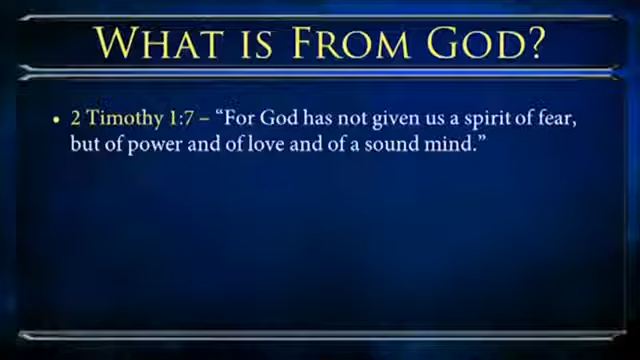 What is From God?
• 2 Timothy 1:7 – “For God has not given us a spirit of fear,
but of power and of love and of a sound mind.”